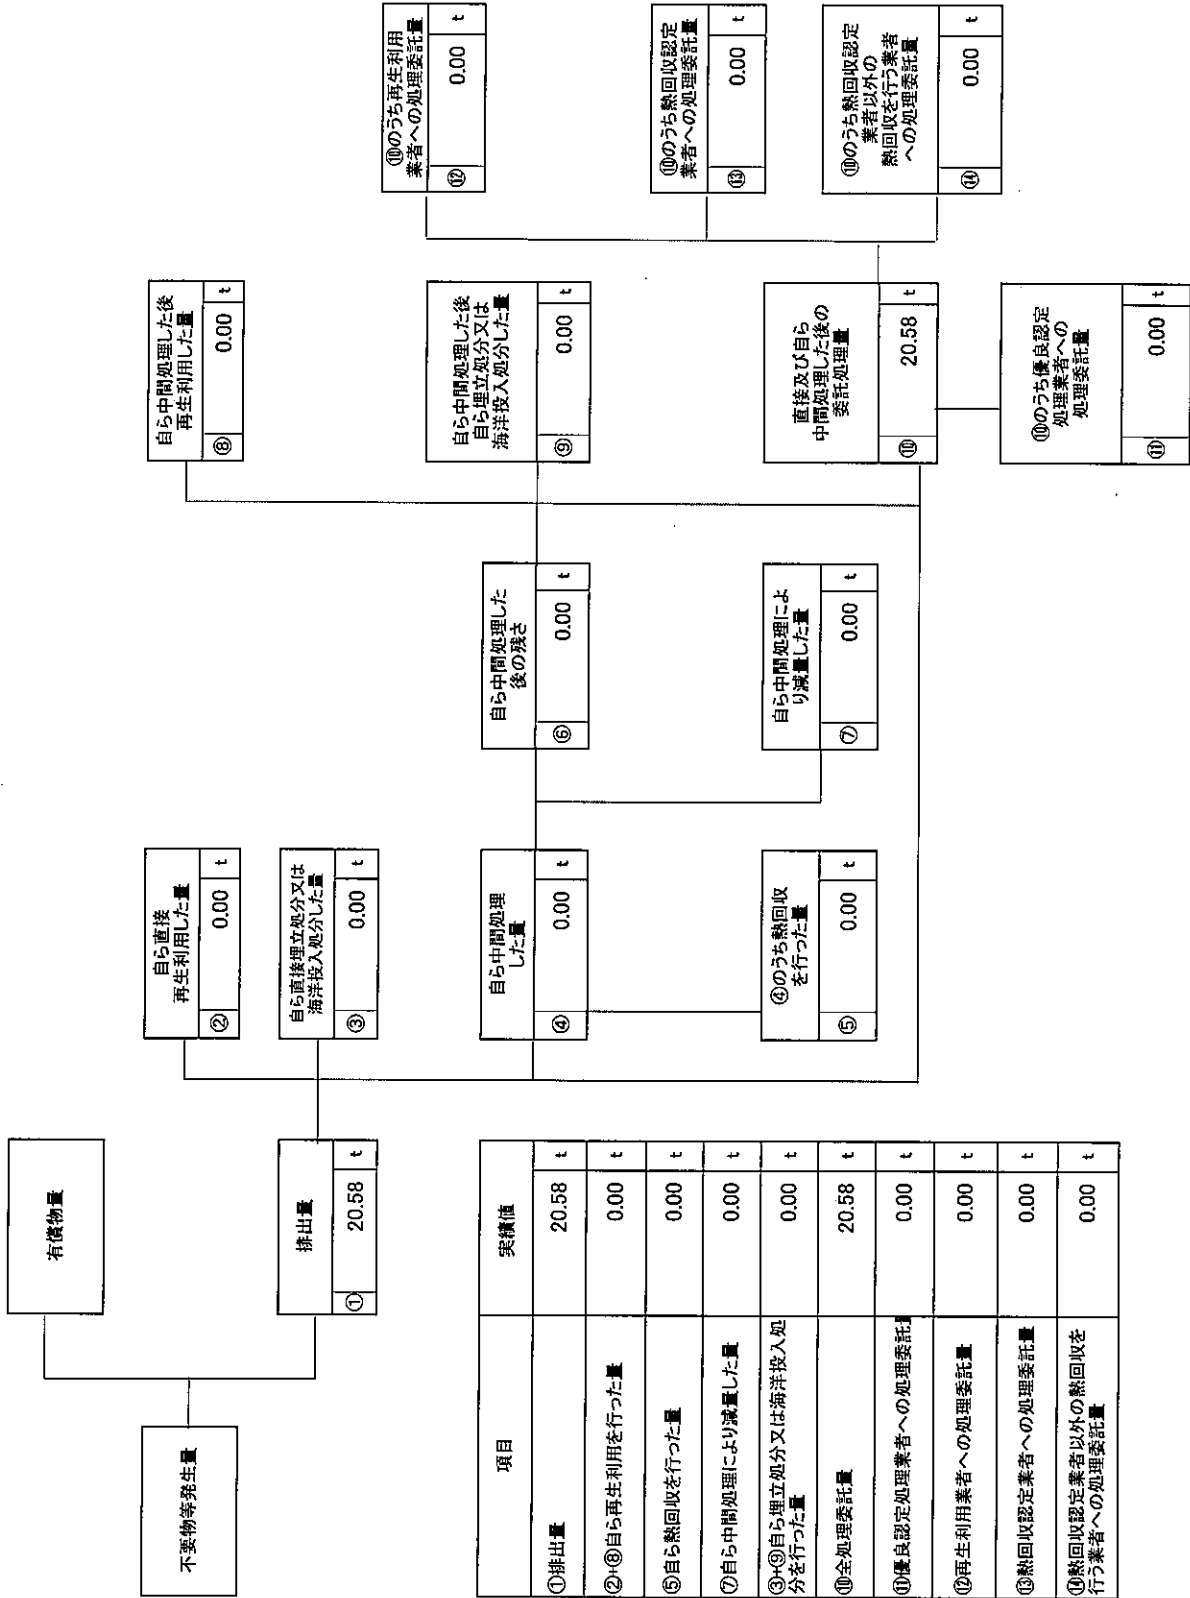 不要物等発生量
有償物量
排出量
① 20.58 t
自ら直接
再生利用した量
② 0.00 t
自ら直接埋立処分又は
海洋投入処分した量
③ 0.00 t
自ら中間処理
した量
④ 0.00 t
④のうち熱回収
を行った量
⑤ 0.00 t
自ら中間処理した
後の残さ
⑥ 0.00 t
自ら中間処理によ
り減量した量
⑦ 0.00 t
自ら中間処理した後
再生利用した量
⑧ 0.00 t
自ら中間処理した後
自ら埋立処分又は
海洋投入処分した量
⑨ 0.00 t
直接及び自ら
中間処理した後の
委託処理量
⑩ 20.58 t
⑩のうち優良認定
処理業者への
処理委託量
⑪ 0.00 t
⑩のうち再生利用
業者への処理委託量
⑫ 0.00 t
⑩のうち熱回収認定
業者への処理委託量
⑬ 0.00 t
⑩のうち熱回収認定
業者以外の
熱回収を行う業者
への処理委託量
⑭ 0.00 t
項目 実績値
①排出量 20.58 t
②+⑧自ら再生利用を行った量 0.00 t
⑤自ら熱回収を行った量 0.00 t
⑦自ら中間処理により減量した量 0.00 t
③+⑨自ら埋立処分又は海洋投入処
分を行った量 0.00 t
⑩全処理委託量 20.58 t
⑪優良認定処理業者への処理委託量 0.00 t
⑫再生利用業者への処理委託量 0.00 t
⑬熱回収認定業者への処理委託量 0.00 t
⑭熱回収認定業者以外の熱回収を
行う業者への処理委託量 0.00 t